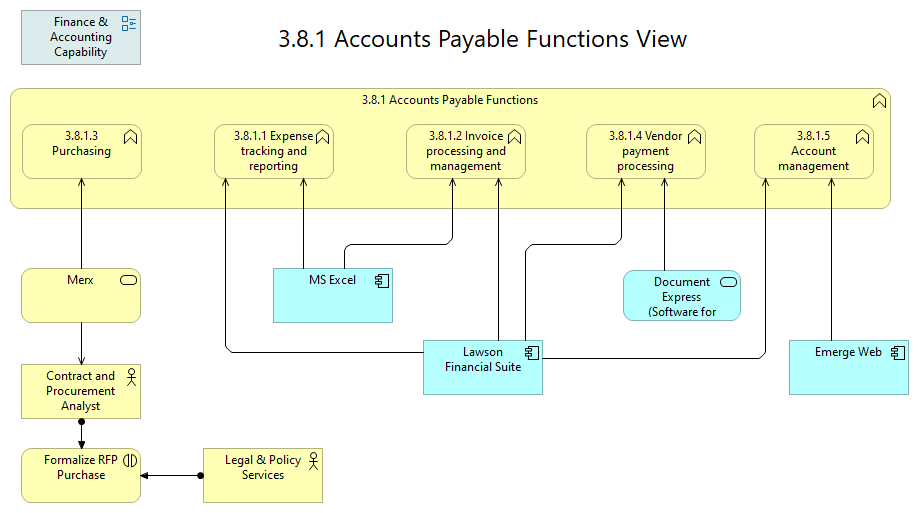 Finance &
Accounting
Capability
3.8.1 Accounts Payable Functions View
3.8.1 Accounts Payable Functions
3.8.1.3
Purchasing
3.8.1.1 Expense
tracking and
reporting
3.8.1.2 Invoice
processing and
management
3.8.1.4 Vendor
payment
processing
3.8.1.5
Account
management
Merx
MS Excel
Document
Express
(Software for
Lawson
Financial Suite
Emerge Web
Contract and
Procurement
Analyst
Formalize RFP
Purchase
Legal & Policy
Services